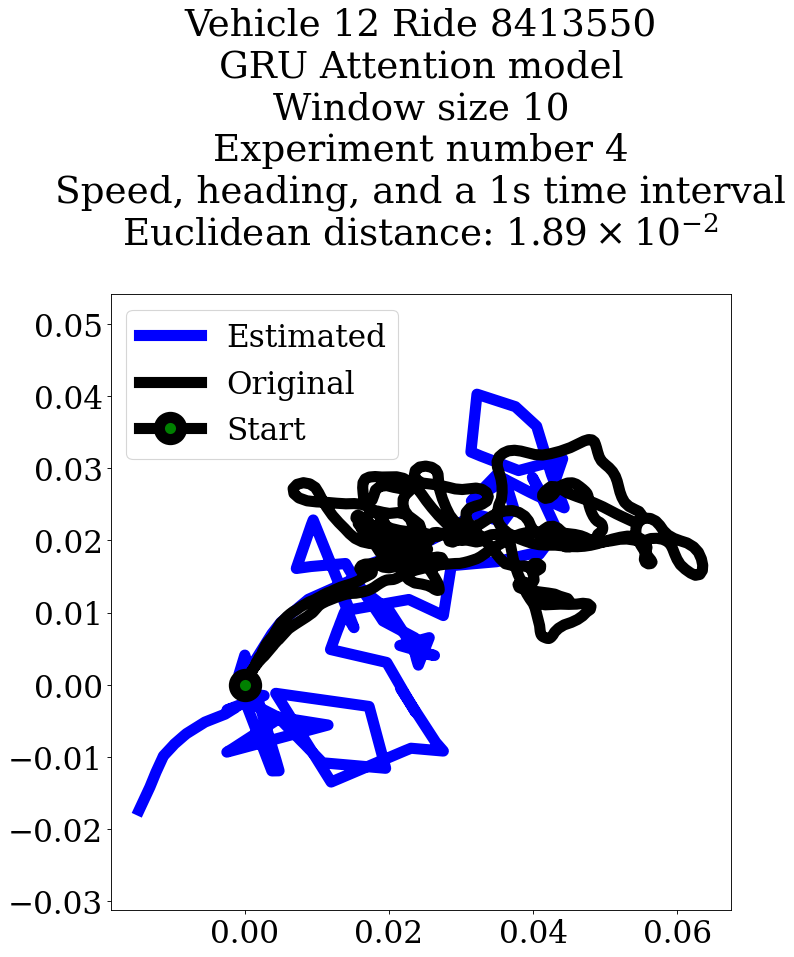 Vehicle 12 Ride 8413550
GRU Attention model
Window size 10
Experiment number 4
Speed, heading, and a 1s time interval
Euclidean distance: 1.89 × 10⁻²
Estimated
Original
Start
0.05
0.04
0.03
0.02
0.01
0.00
−0.01
−0.02
−0.03
0.00 0.02 0.04 0.06